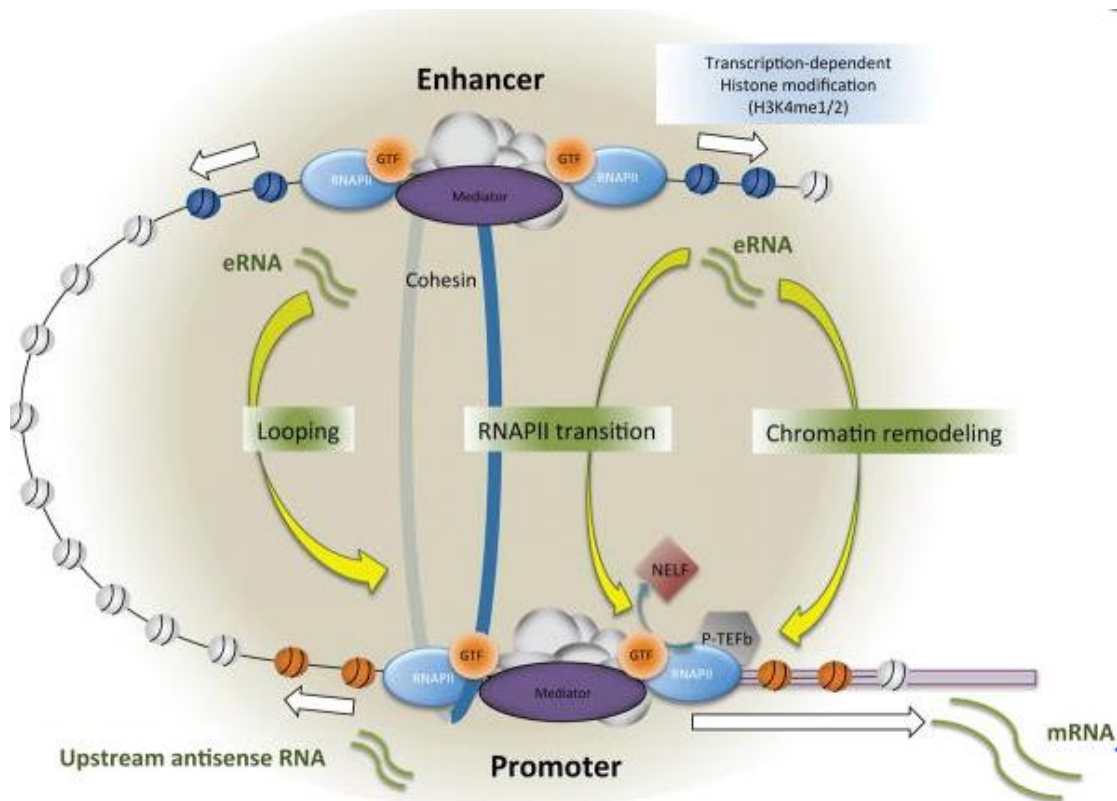 Enhancer
Transcription-dependent
Histone modification
(H3K4me1/2)
GTF
GTF
RNAPII
RNAPII
Mediator
eRNA
eRNA
Cohesin
Looping
RNAPII transition
Chromatin remodeling
NELF
P-TEFb
GTF
GTF
RNAPII
RNAPII
Mediator
Upstream antisense RNA
mRNA
Promoter